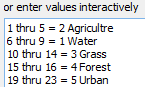 or enter values interactively
1 thru 5 = 2 Agricultre
6 thru 9 = 1 Water
10 thru 14 = 3 Grass
15 thru 16 = 4 Forest
19 thru 23 = 5 Urban